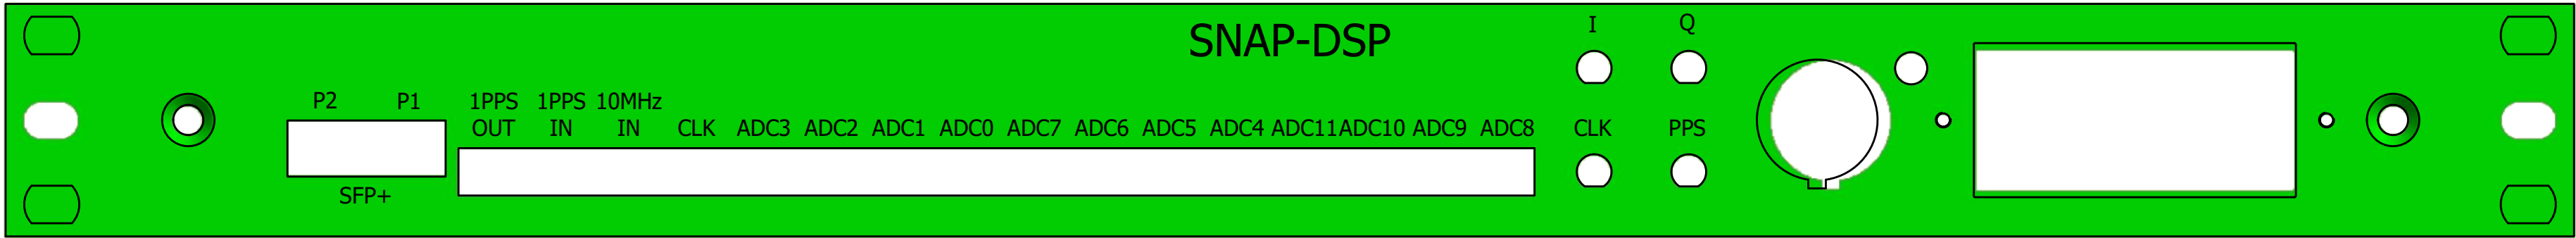 SNAP-DSP
I Q
P2 P1 1PPS 1PPS 10MHz
OUT IN IN CLK ADC3 ADC2 ADC1 ADC0 ADC7 ADC6 ADC5 ADC4 ADC11 ADC10 ADC9 ADC8 CLK PPS
SFP+